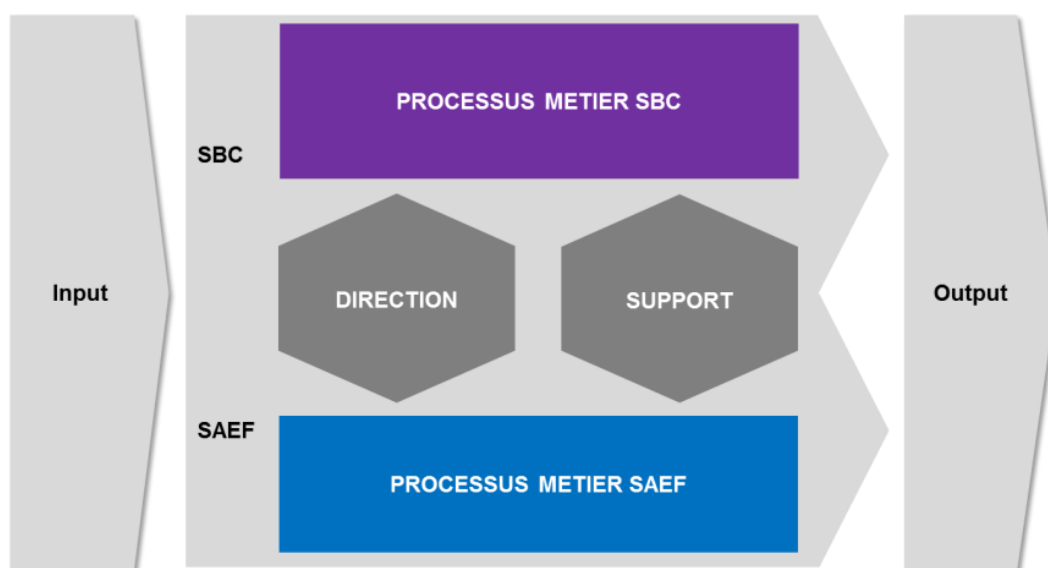 PROCESSUS METIER SBC
SBC
Input
DIRECTION
SUPPORT
Output
SAEF
PROCESSUS METIER SAEF